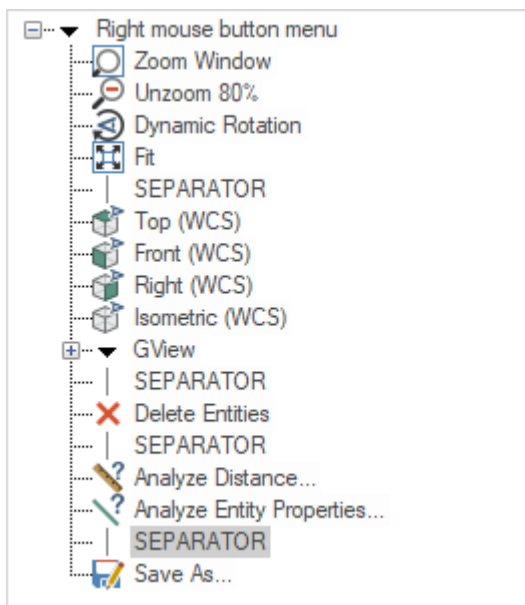 Right mouse button menu
Zoom Window
Unzoom 80%
Dynamic Rotation
Fit
SEPARATOR
Top (WCS)
Front (WCS)
Right (WCS)
Isometric (WCS)
GView
SEPARATOR
Delete Entities
SEPARATOR
Analyze Distance...
Analyze Entity Properties...
SEPARATOR
Save As...